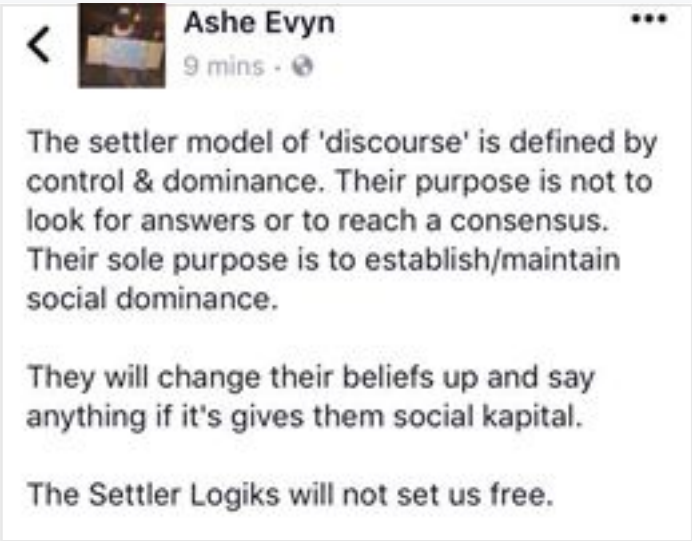 Ashe Evyn
9 mins ·
The settler model of 'discourse' is defined by
control & dominance. Their purpose is not to
look for answers or to reach a consensus.
Their sole purpose is to establish/maintain
social dominance.
They will change their beliefs up and say
anything if it's gives them social kapital.
The Settler Logiks will not set us free.